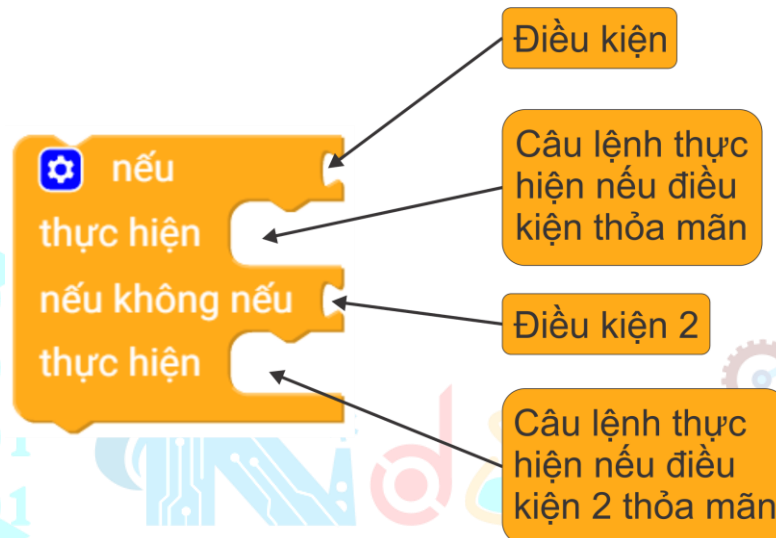 Điều kiện
nếu
thực hiện
nếu không nếu
thực hiện
Câu lệnh thực
hiện nếu điều
kiện thỏa mãn
Điều kiện 2
Câu lệnh thực
hiện nếu điều
kiện 2 thỏa mãn